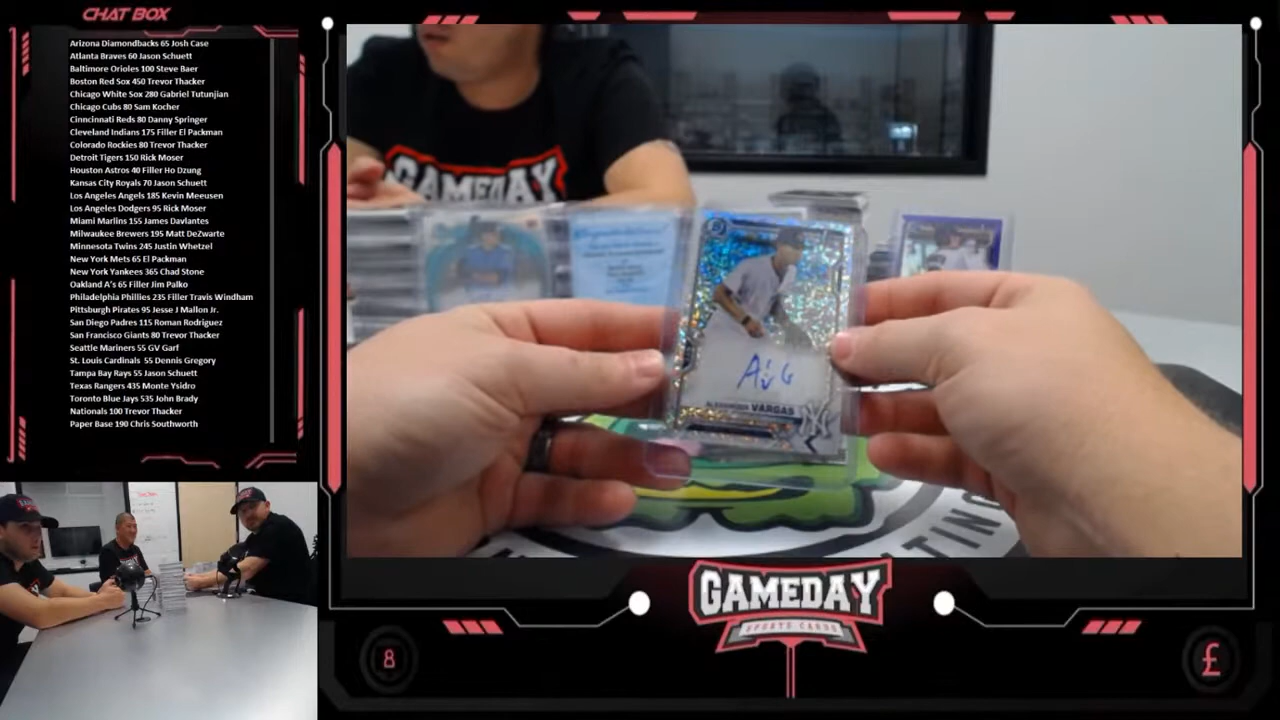 CHAT BOX
Arizona Diamondbacks 65 Josh Case
Atlanta Braves 60 Jason Schuett
Baltimore Orioles 100 Steve Baer
Boston Red Sox 450 Trevor Thacker
Chicago White Sox 280 Gabriel Tutunjian
Chicago Cubs 80 Sam Kocher
Cinncinnati Reds 80 Danny Springer
Cleveland Indians 175 Filler El Packman
Colorado Rockies 80 Trevor Thacker
Detroit Tigers 150 Rick Moser
Houston Astros 40 Filler Ho Dzung
Kansas City Royals 70 Jason Schuett
Los Angeles Angels 185 Kevin Meeusen
Los Angeles Dodgers 95 Rick Moser
Miami Marlins 155 James Davlantes
Milwaukee Brewers 195 Matt DeZwarte
Minnesota Twins 245 Justin Whetzel
New York Mets 65 El Packman
New York Yankees 365 Chad Stone
Oakland A's 65 Filler Jim Palko
Philadelphia Phillies 235 Filler Travis Windham
Pittsburgh Pirates 95 Jesse J Mallon Jr.
San Diego Padres 115 Roman Rodriguez
San Francisco Giants 80 Trevor Thacker
Seattle Mariners 55 GV Garf
St. Louis Cardinals 55 Dennis Gregory
Tampa Bay Rays 55 Jason Schuett
Texas Rangers 435 Monte Ysidro
Toronto Blue Jays 535 John Brady
Nationals 100 Trevor Thacker
Paper Base 190 Chris Southworth
GAMEDAY
ALEXANDER VARGAS
NY
GAMEDAY
SPORTS CARDS
8
£